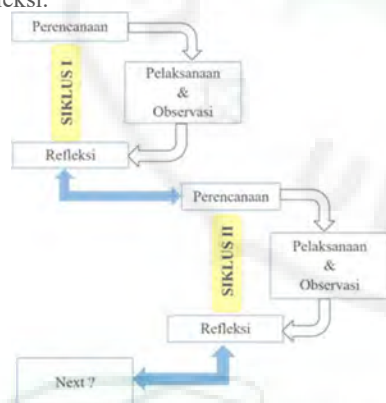 Perencanaan
SIKLUS I
Pelaksanaan
&
Observasi
Refleksi
Perencanaan
SIKLUS II
Pelaksanaan
&
Observasi
Refleksi
Next ?